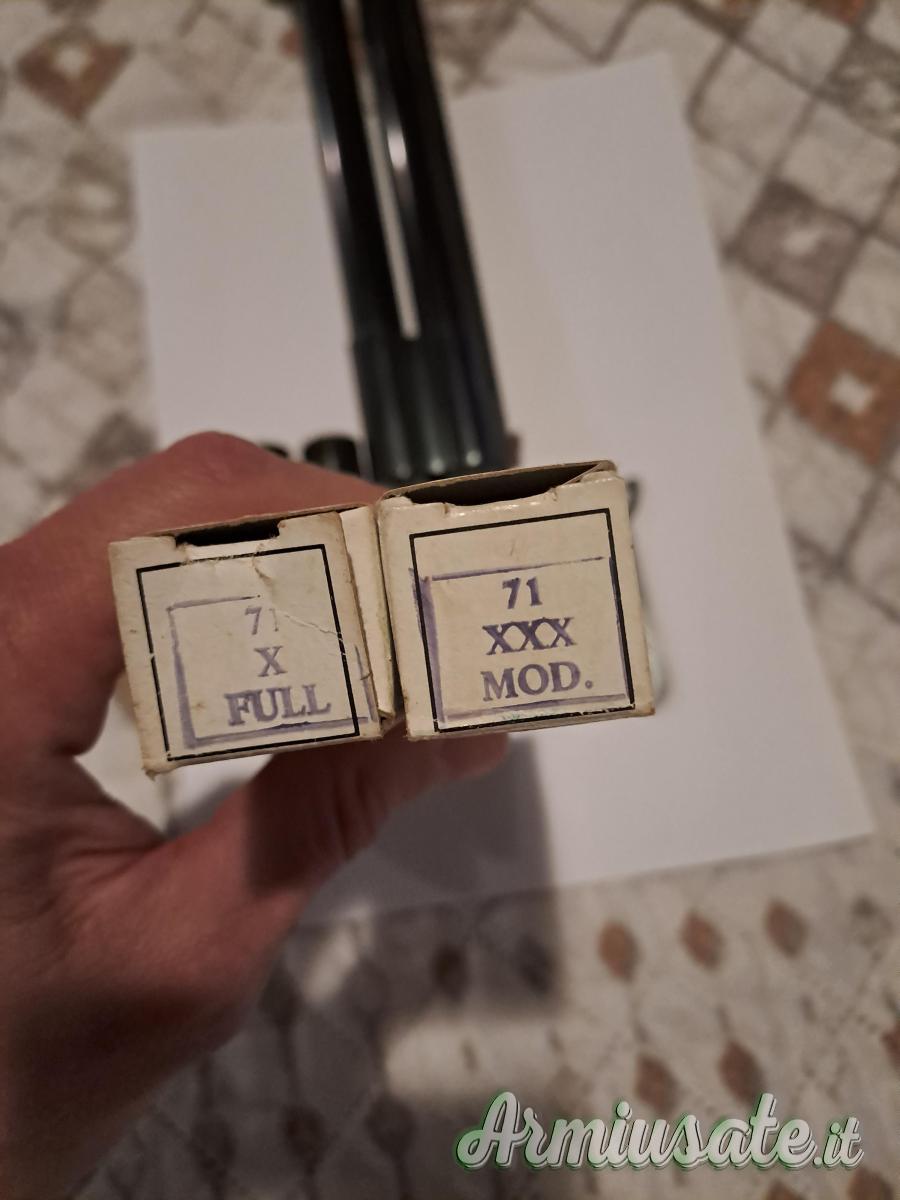 71
X
FULL
71
XXX
MOD.
Armiusate.it